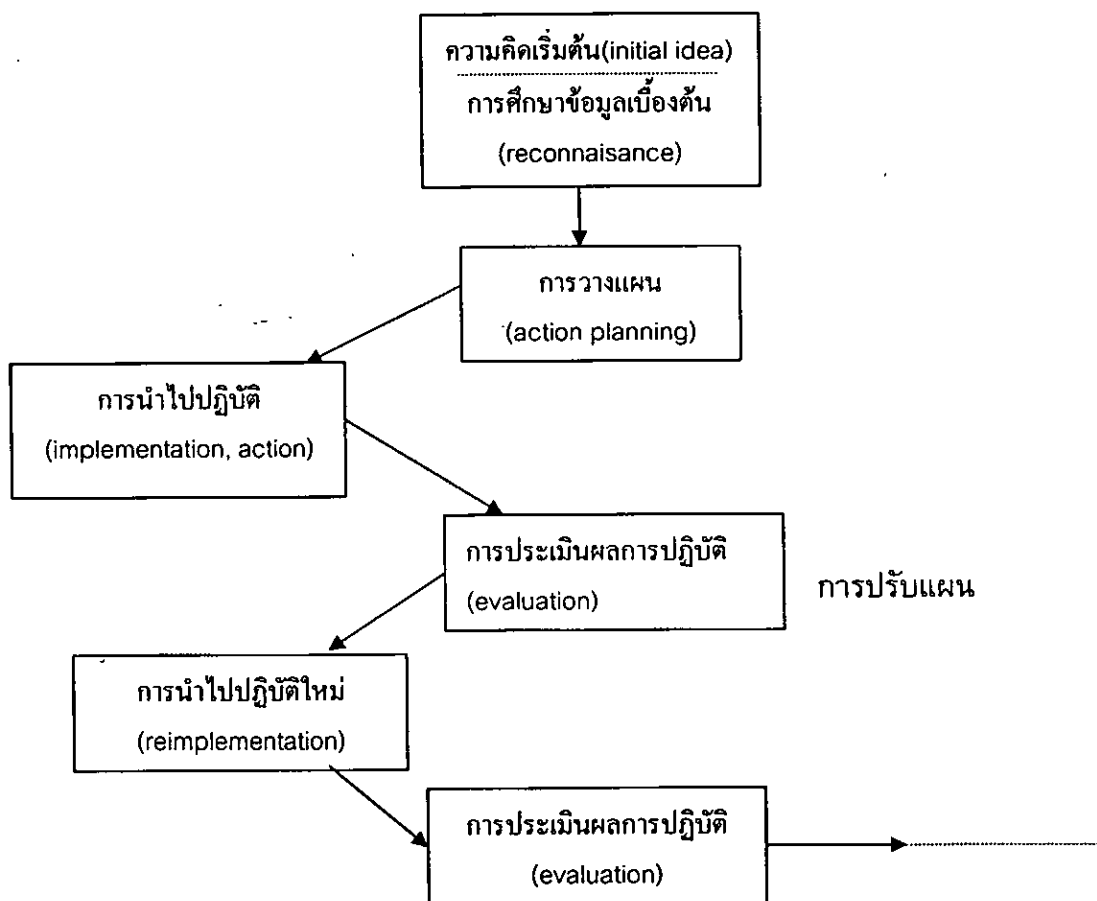 ความคิดเริ่มต้น(initial idea)
การศึกษาข้อมูลเบื้องต้น
(reconnaisance)
การวางแผน
(action planning)
การนำไปปฏิบัติ
(implementation, action)
การประเมินผลการปฏิบัติ
(evaluation)
การปรับแผน
การนำไปปฏิบัติใหม่
(reimplementation)
การประเมินผลการปฏิบัติ
(evaluation)